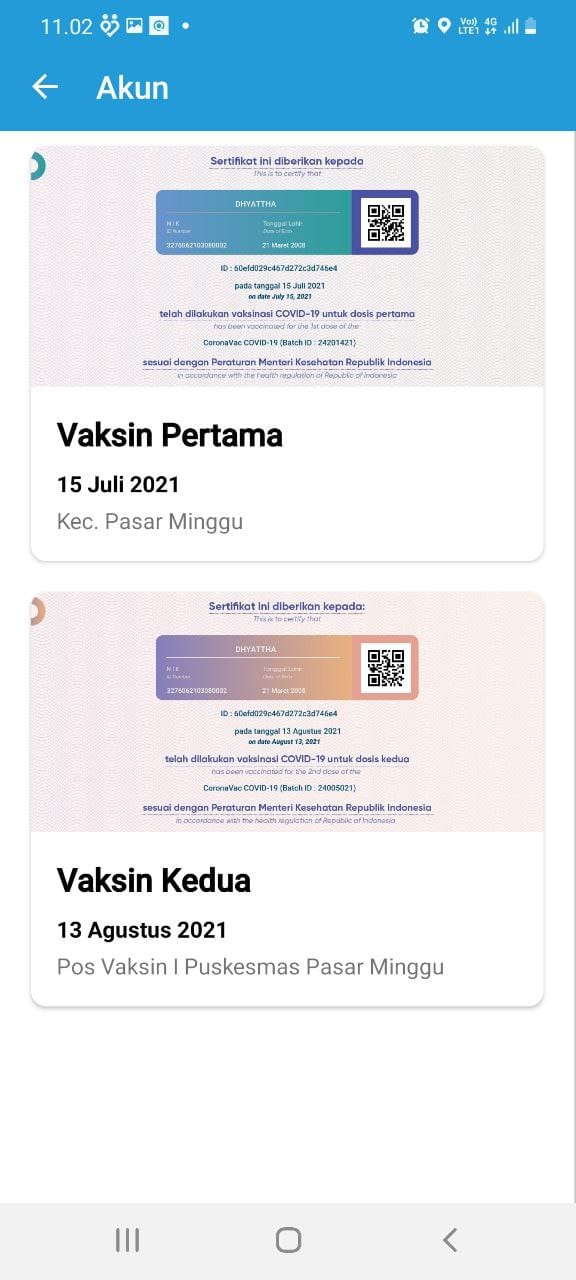 11.02
Vo)) 4G
LTE1
Akun
Sertifikat ini diberikan kepada
This is to certify that
DHYATTHA
NIK Tanggal Lahir
ID Number Date of Birth
3276062103080002 21 Maret 2008
ID : 60efd029c467d272c3d746e4
pada tanggal 15 Juli 2021
on date July 15, 2021
telah dilakukan vaksinasi COVID-19 untuk dosis pertama
has been vaccinated for the 1st dose of the
CoronaVac COVID-19 (Batch ID : 24201421)
sesuai dengan Peraturan Menteri Kesehatan Republik Indonesia
in accordance with the health regulation of Republic of Indonesia
Vaksin Pertama
15 Juli 2021
Kec. Pasar Minggu
Sertifikat ini diberikan kepada:
This is to certify that
DHYATTHA
NIK Tanggal Lahir
ID Number Date of Birth
3276062103080002 21 Maret 2008
ID : 60efd029c467d272c3d746e4
pada tanggal 13 Agustus 2021
on date August 13, 2021
telah dilakukan vaksinasi COVID-19 untuk dosis kedua
has been vaccinated for the 2nd dose of the
CoronaVac COVID-19 (Batch ID : 24005021)
sesuai dengan Peraturan Menteri Kesehatan Republik Indonesia
in accordance with the health regulation of Republic of Indonesia
Vaksin Kedua
13 Agustus 2021
Pos Vaksin I Puskesmas Pasar Minggu